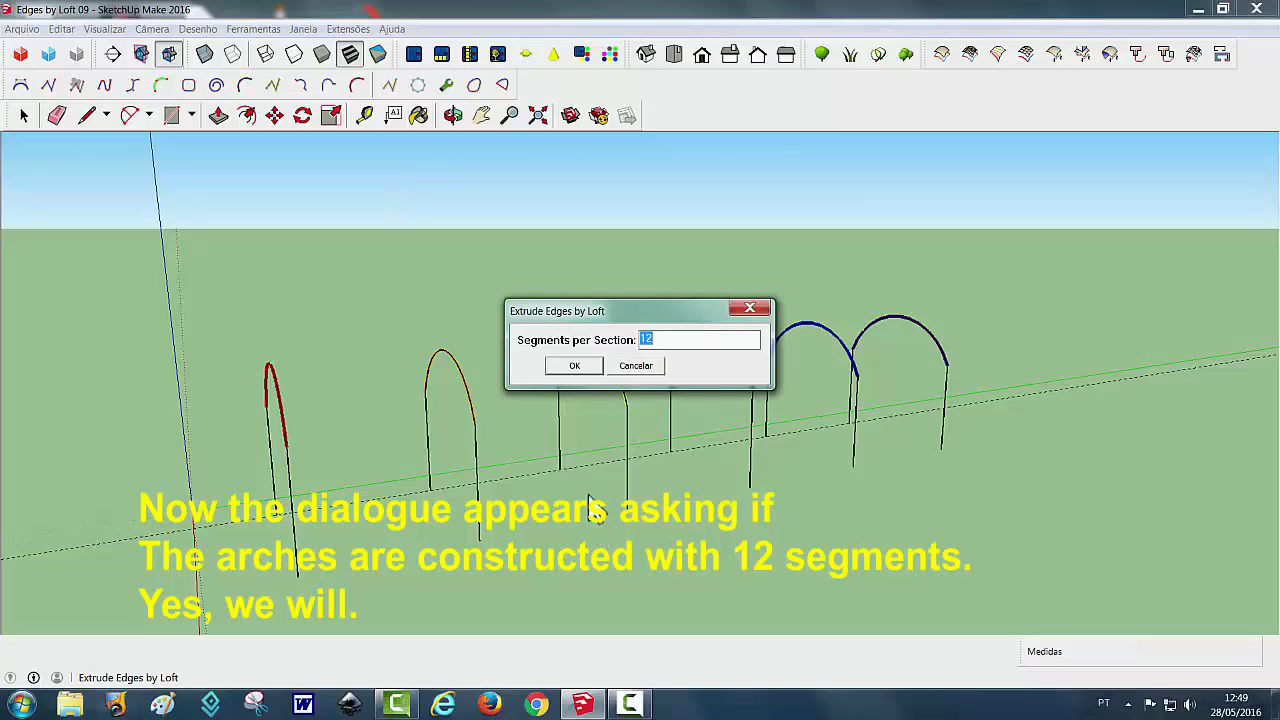 Edges by Loft 09 - SketchUp Make 2016
Arquivo Editar Visualizar Câmera Desenho Ferramentas Janela Extensões Ajuda
A1
Extrude Edges by Loft
Segments per Section: 12
OK Cancelar
Now the dialogue appears asking if
The arches are constructed with 12 segments.
Yes, we will.
Medidas
Extrude Edges by Loft
W
PT
12:49
28/05/2016